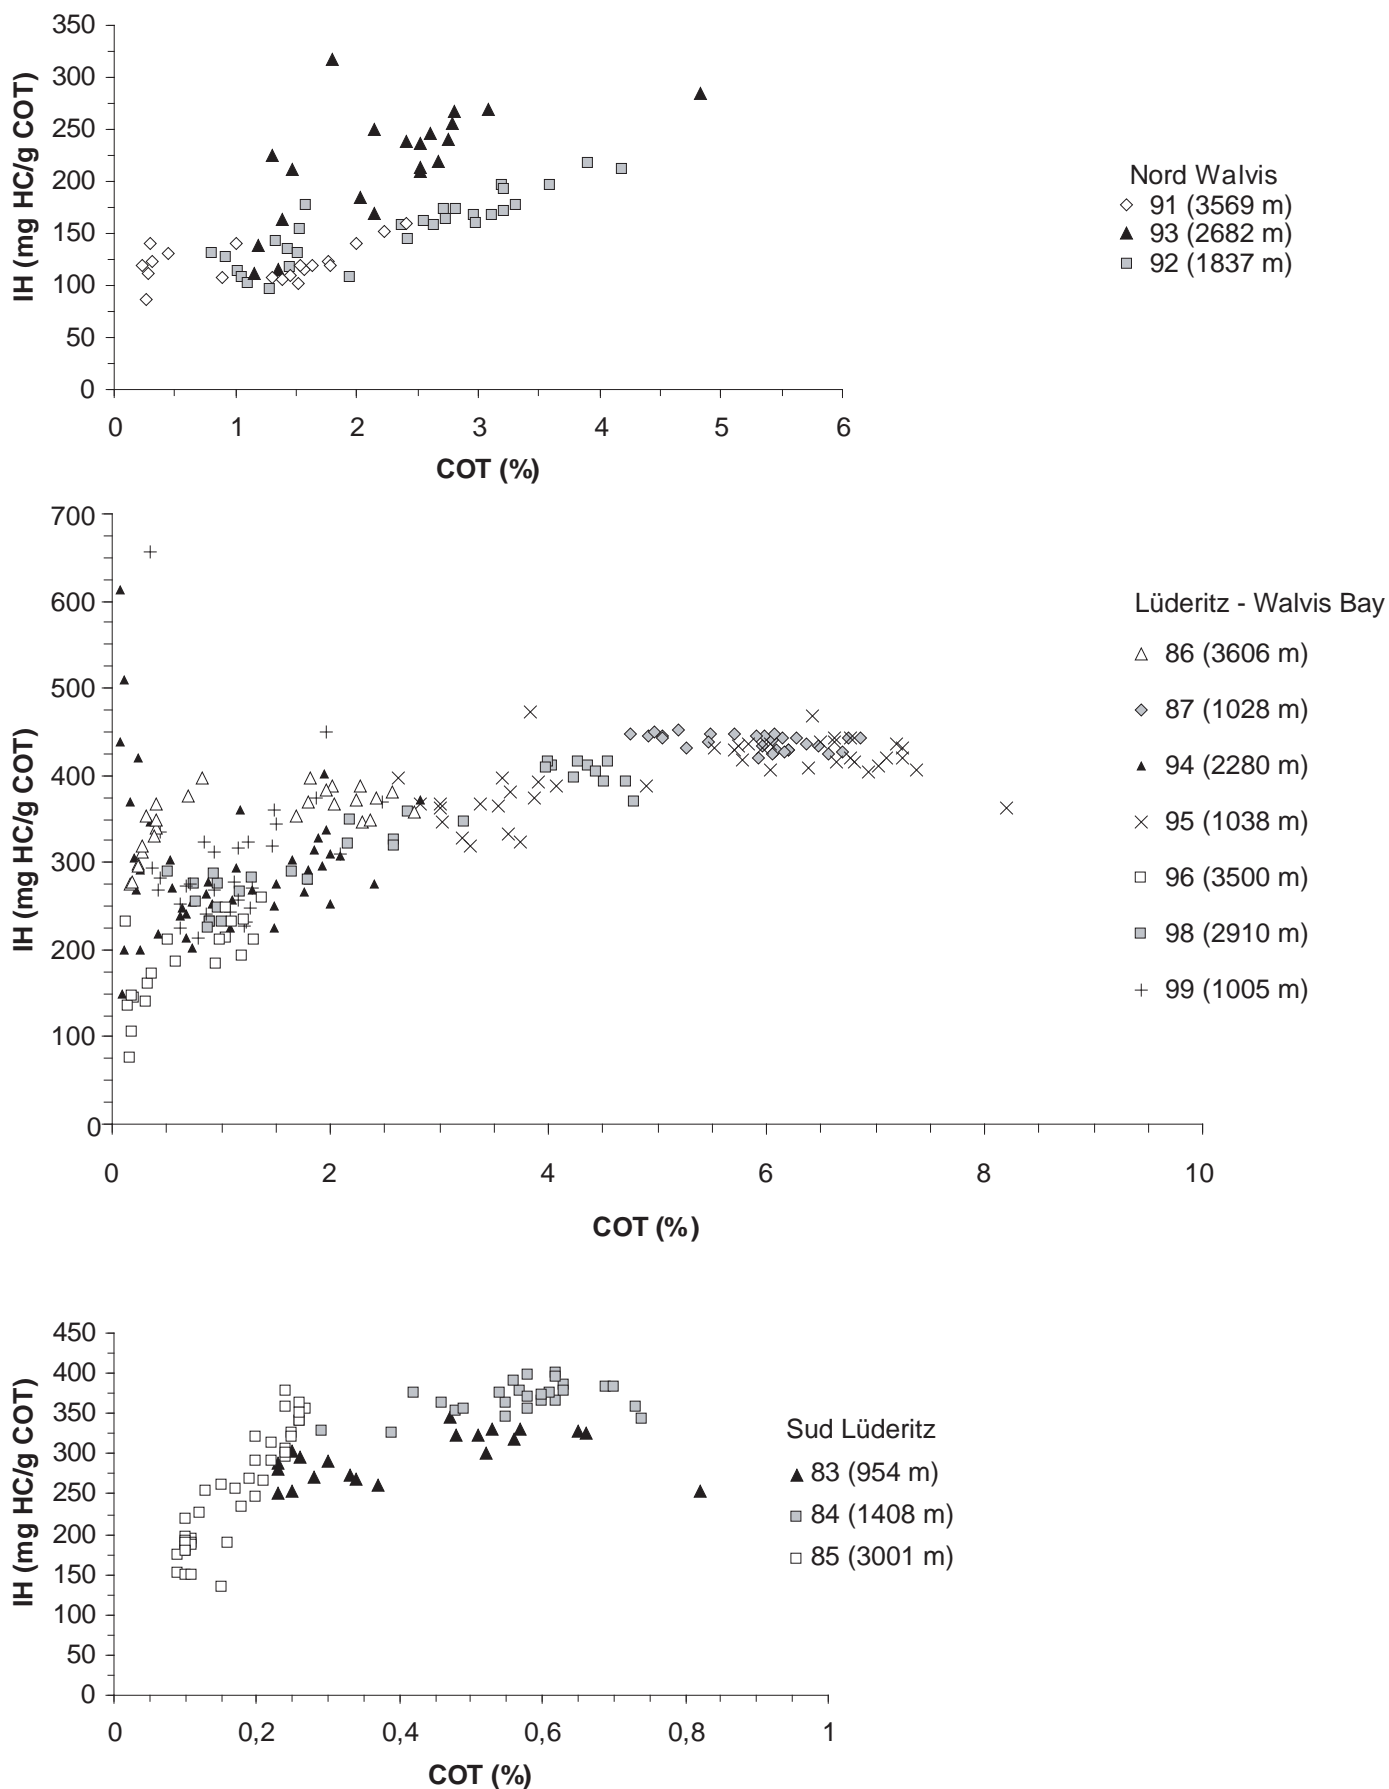 350
300
250
200
150
100
50
0
IH (mg HC/g COT)
0 1 2 3 4 5 6
COT (%)
Nord Walvis
91 (3569 m)
93 (2682 m)
92 (1837 m)
700
600
500
400
300
200
100
0
IH (mg HC/g COT)
0 2 4 6 8 10
COT (%)
Lüderitz - Walvis Bay
86 (3606 m)
87 (1028 m)
94 (2280 m)
95 (1038 m)
96 (3500 m)
98 (2910 m)
99 (1005 m)
450
400
350
300
250
200
150
100
50
0
IH (mg HC/g COT)
0 0,2 0,4 0,6 0,8 1
COT (%)
Sud Lüderitz
83 (954 m)
84 (1408 m)
85 (3001 m)